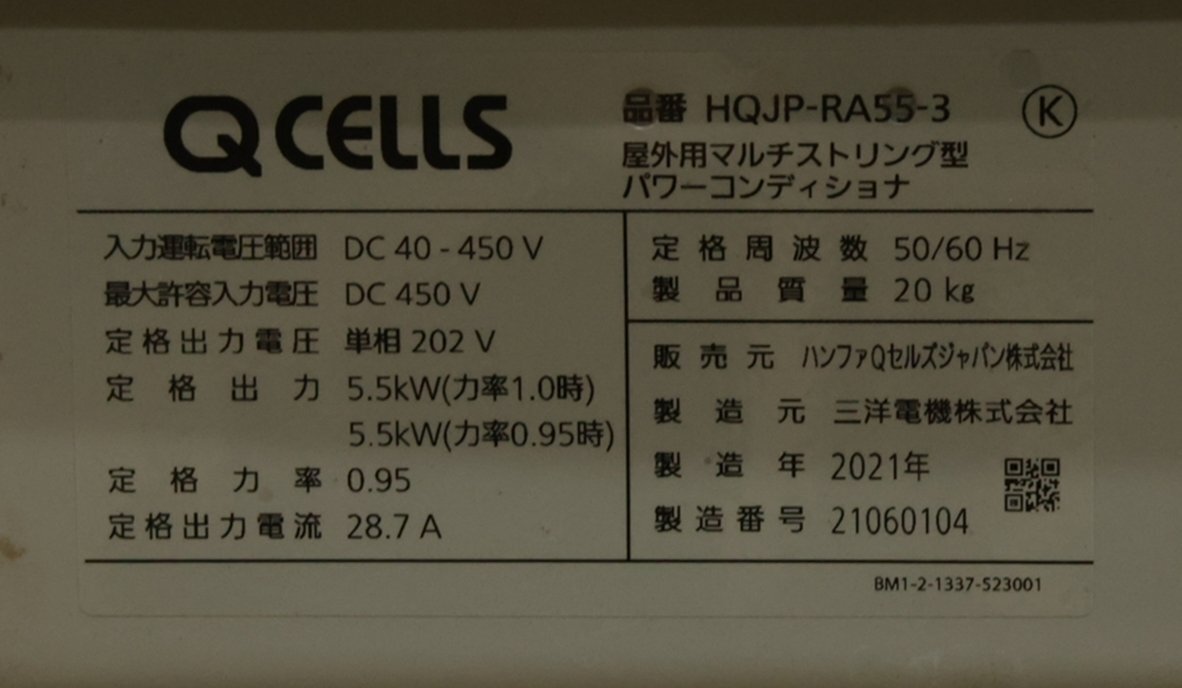 Q CELLS
品番 HQJP-RA55-3 Ⓚ
屋外用マルチストリング型
パワーコンディショナ
入力運転電圧範囲 DC 40 - 450 V
最大許容入力電圧 DC 450 V
定格出力電圧 単相 202 V
定格出力 5.5kW(力率1.0時)
5.5kW(力率0.95時)
定格力率 0.95
定格出力電流 28.7 A
定格周波数 50/60 Hz
製品質量 20 kg
販売元 ハンファQセルズジャパン株式会社
製造元 三洋電機株式会社
製造年 2021年
製造番号 21060104
BM1-2-1337-523001